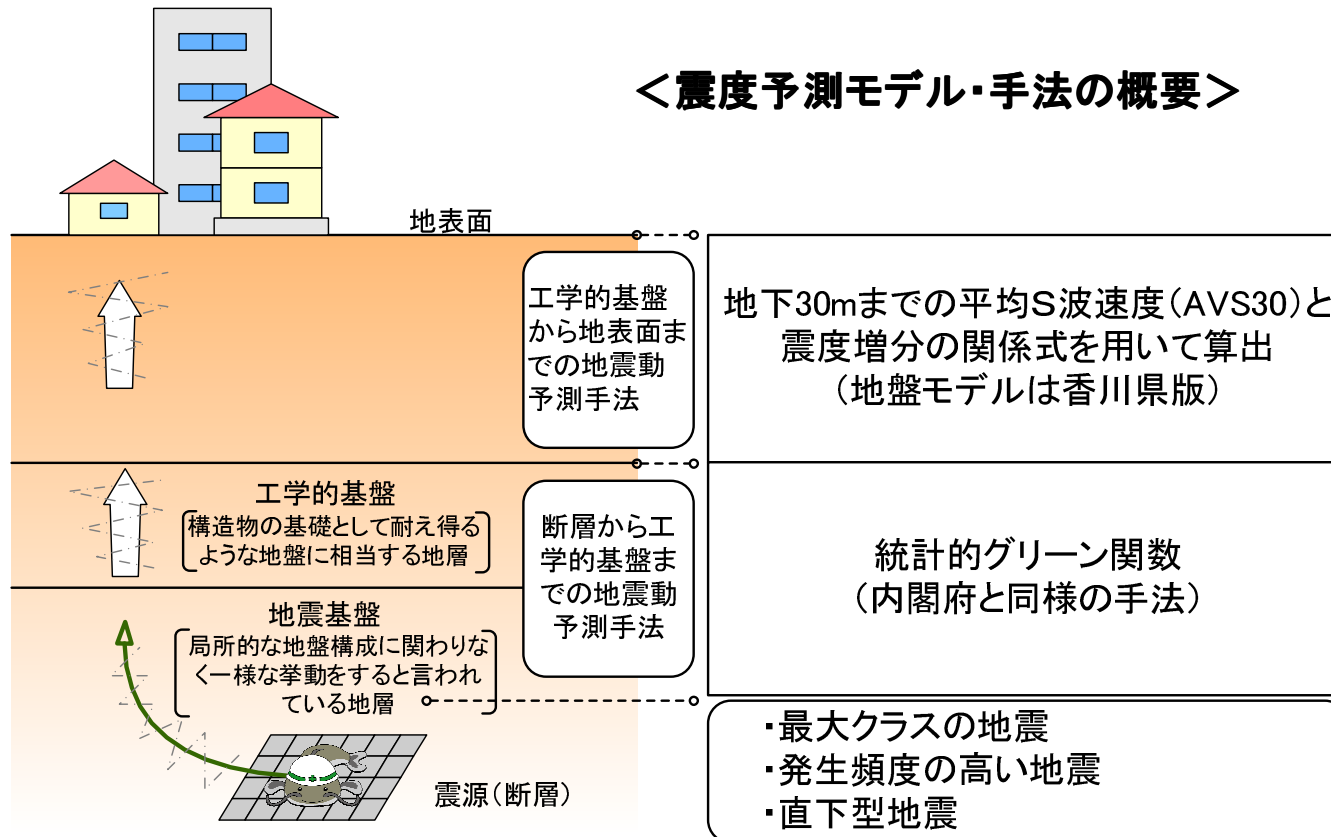 ＜震度予測モデル・手法の概要＞
地表面
工学的基盤
から地表面ま
での地震動
予測手法
地下30mまでの平均S波速度（AVS30）と
震度増分の関係式を用いて算出
（地盤モデルは香川県版）
工学的基盤
構造物の基礎として耐え得る
ような地盤に相当する地層
断層から工
学的基盤ま
での地震動
予測手法
統計的グリーン関数
（内閣府と同様の手法）
地震基盤
局所的な地盤構成に関わりな
く一様な挙動をすると言われ
ている地層
震源（断層）
・最大クラスの地震
・発生頻度の高い地震
・直下型地震